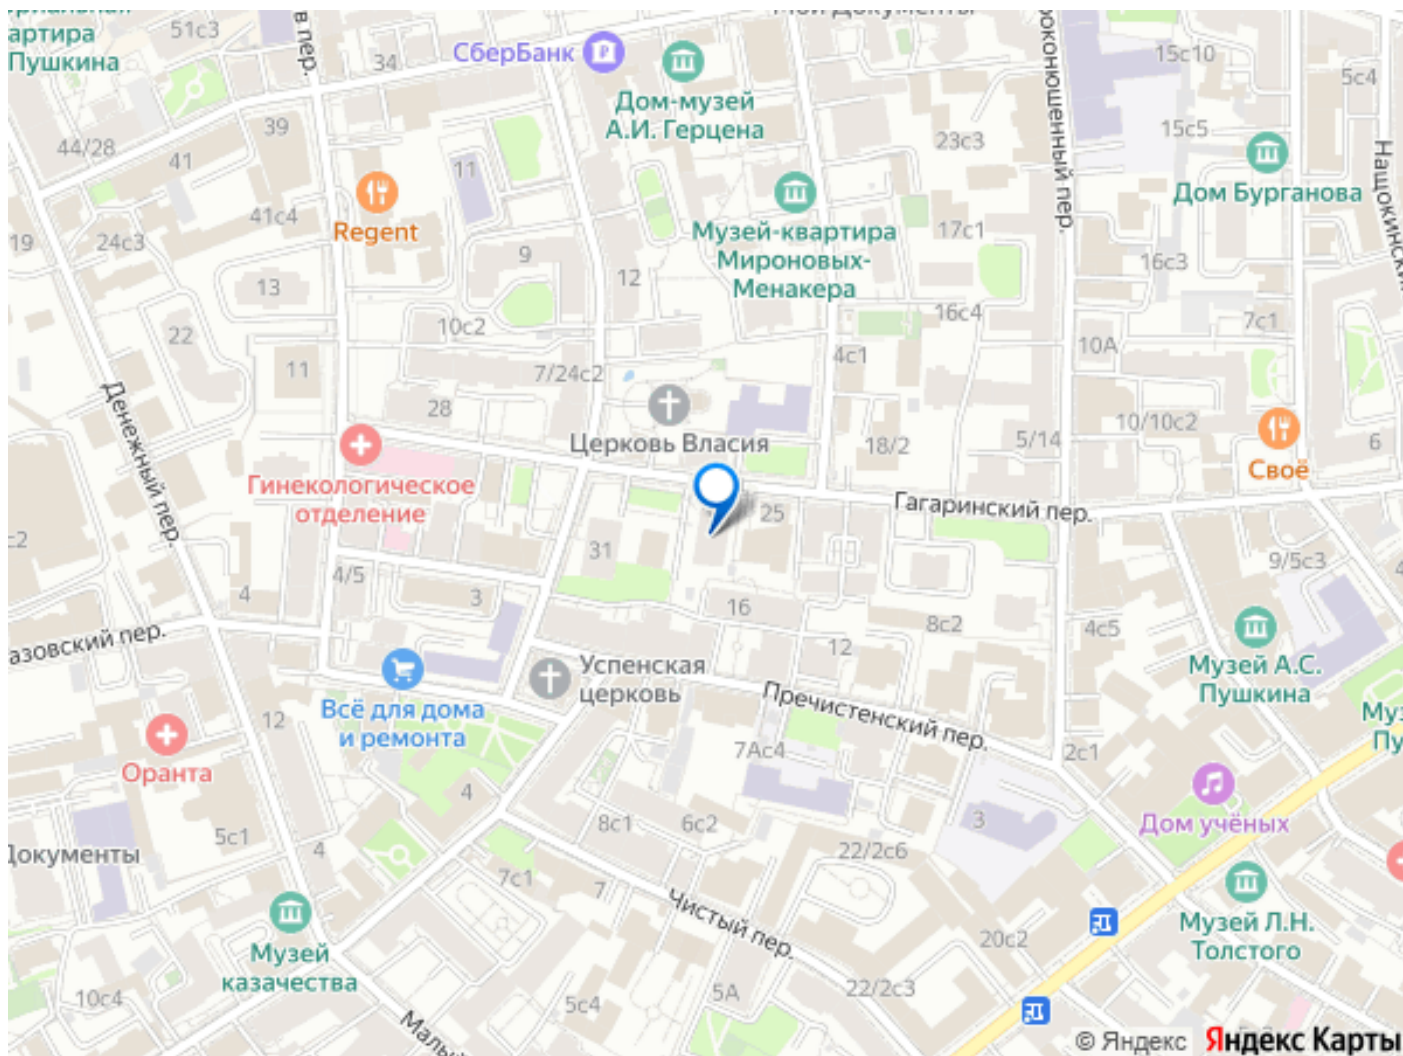 артира
Пушкина
51с3
в пер.
34
СберБанк
Дом-музей
А.И. Герцена
23с3
15с10
5с4
15с5
Дом Бурганова
44/28
39
41
11
41с4
Regent
24с3
19
9
12
13
22
10с2
11
28
7/24с2
Музей-квартира
Мироновых-
Менакера
17с1
16с4
16с3
7с1
10А
4с1
Церковь Власия
18/2
5/14
10/10с2
Своё
6
Денежный пер.
Гинекологическое
отделение
Гагаринский пер.
25
31
16
12
8с2
4с5
9/5с3
4/5
4
3
азовский пер.
Музей А.С.
Пушкина
Успенская
церковь
Всё для дома
и ремонта
Пречистенский пер.
2с1
7Ас4
12
Оранта
4
5с1
4
8с1
6с2
3
Дом учёных
Документы
22/2с6
7с1
7
Чистый пер.
Музей
казачества
Музей Л.Н.
Толстого
20с2
22/2с3
10с4
5с4
5А
© Яндекс Яндекс Карты